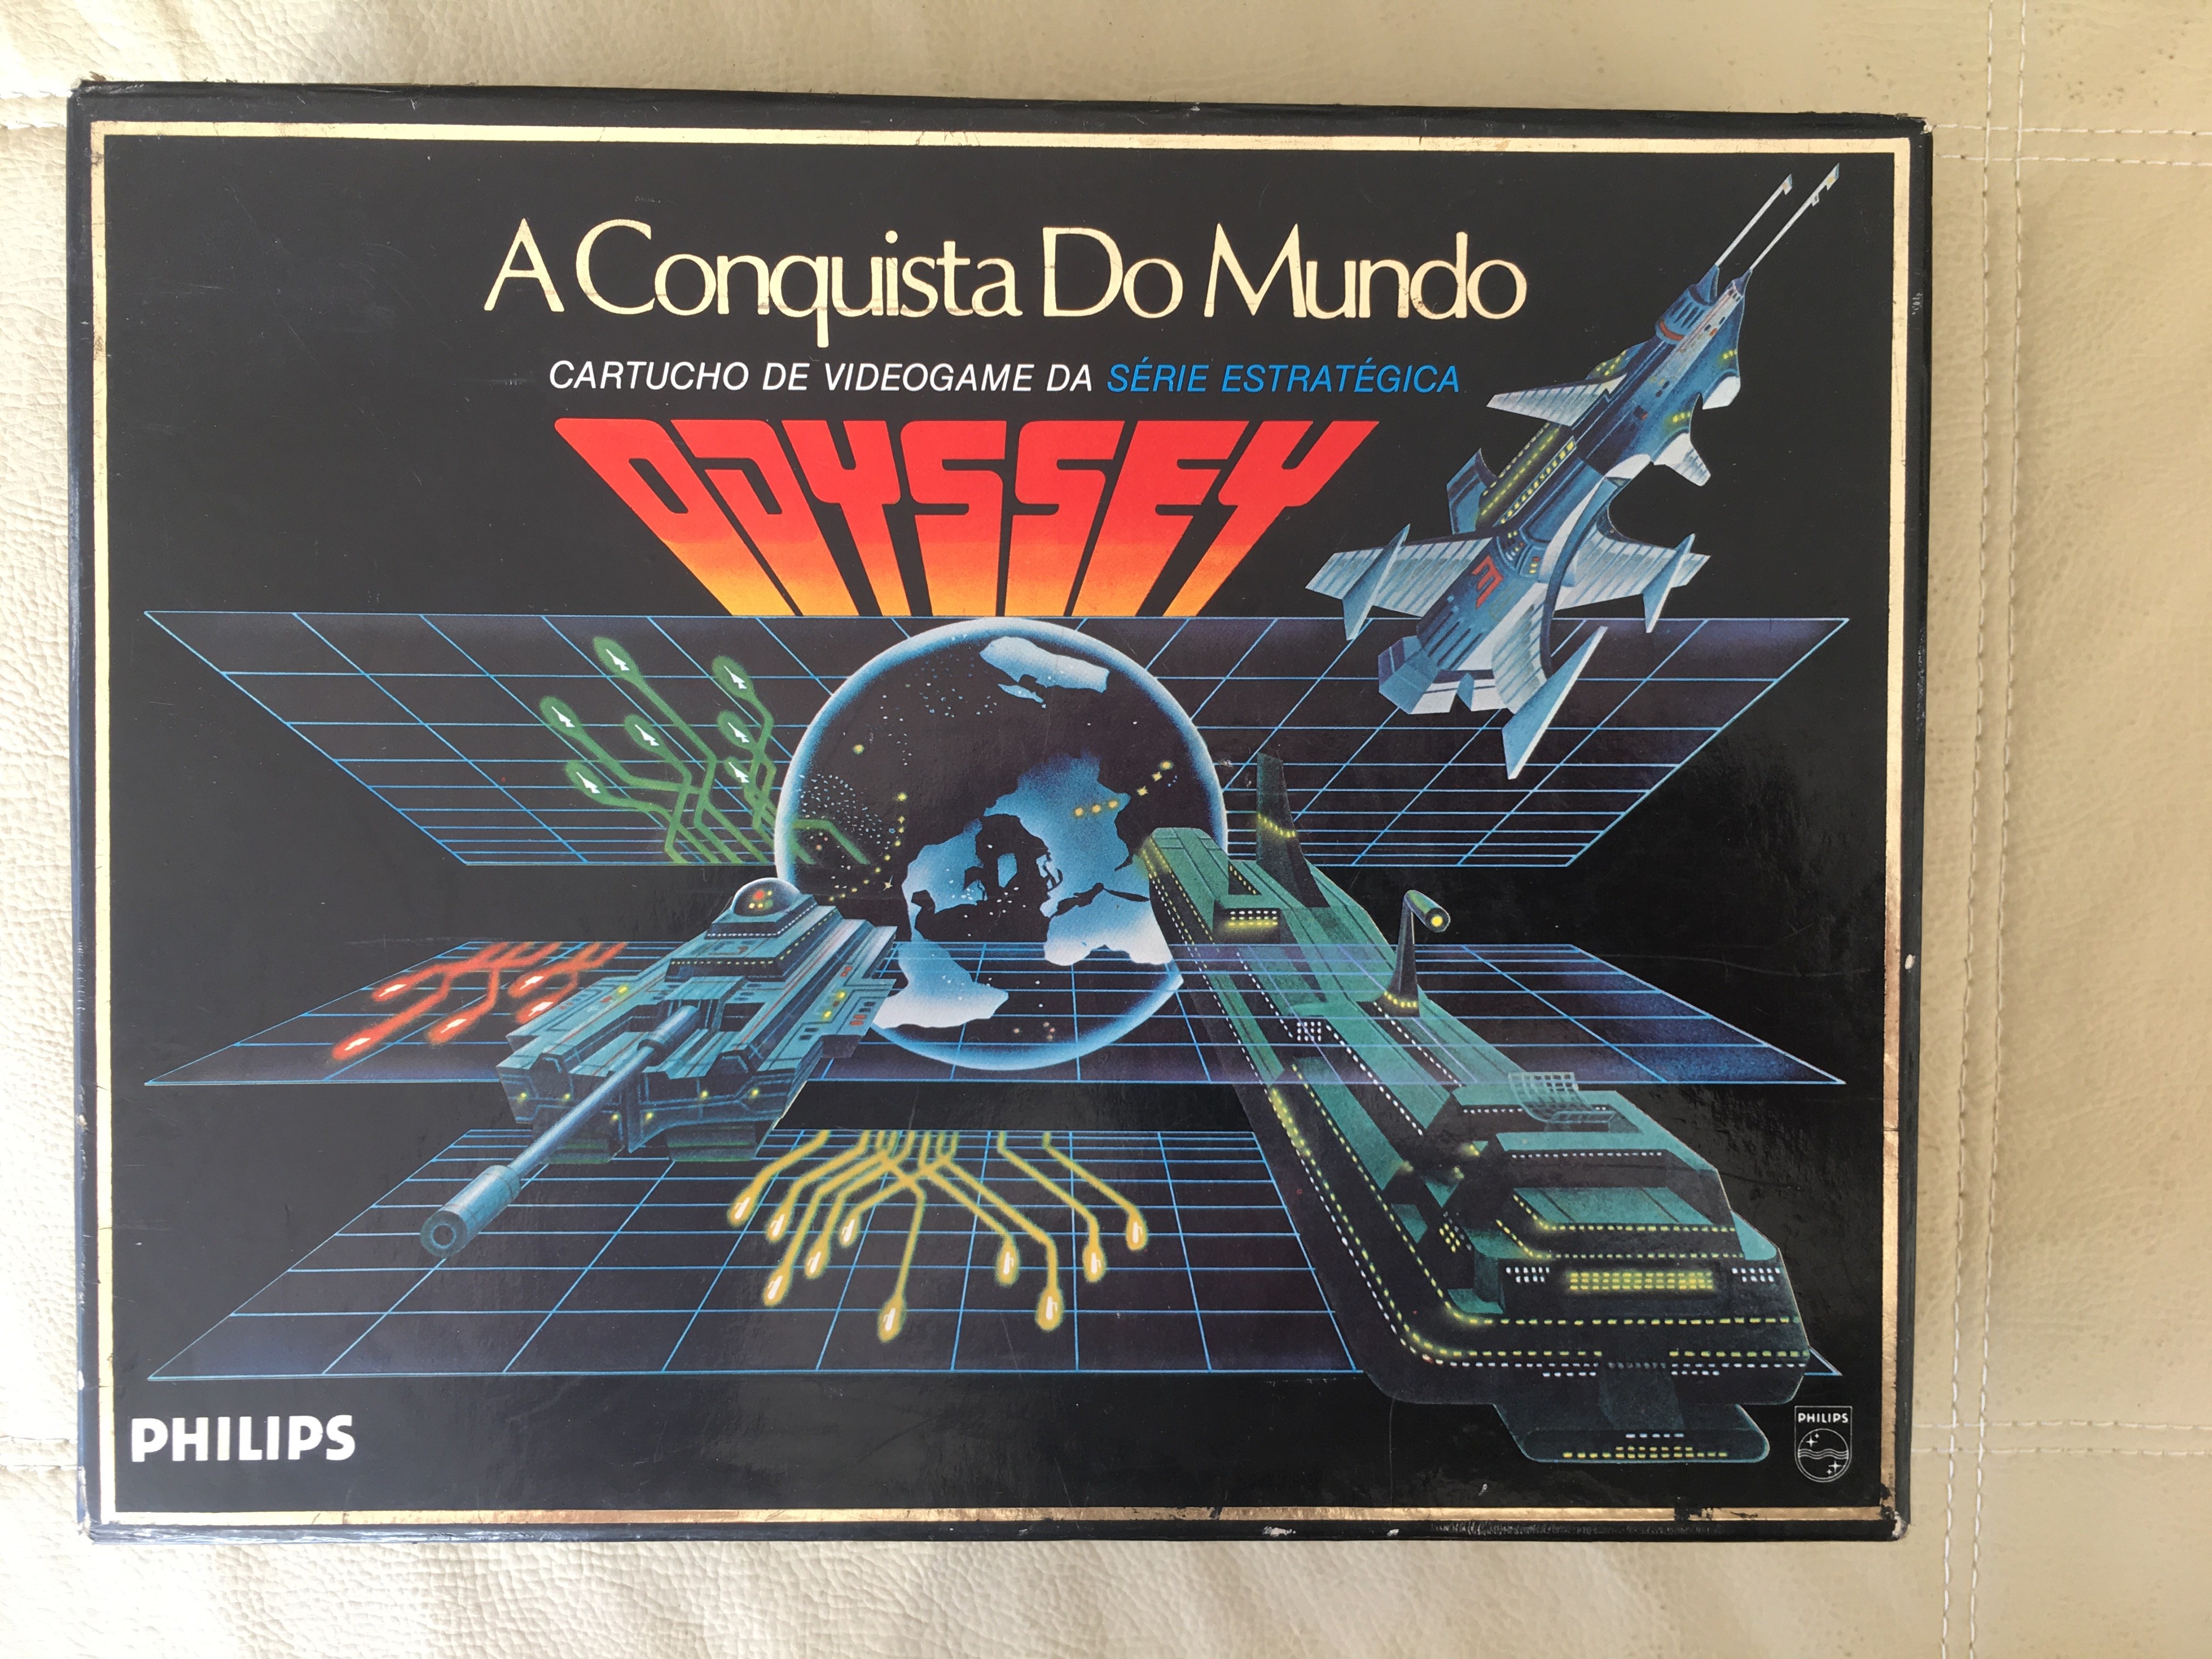 A Conquista Do Mundo
CARTUCHO DE VIDEOGAME DA SÉRIE ESTRATÉGICA
ODYSSEY
PHILIPS
PHILIPS